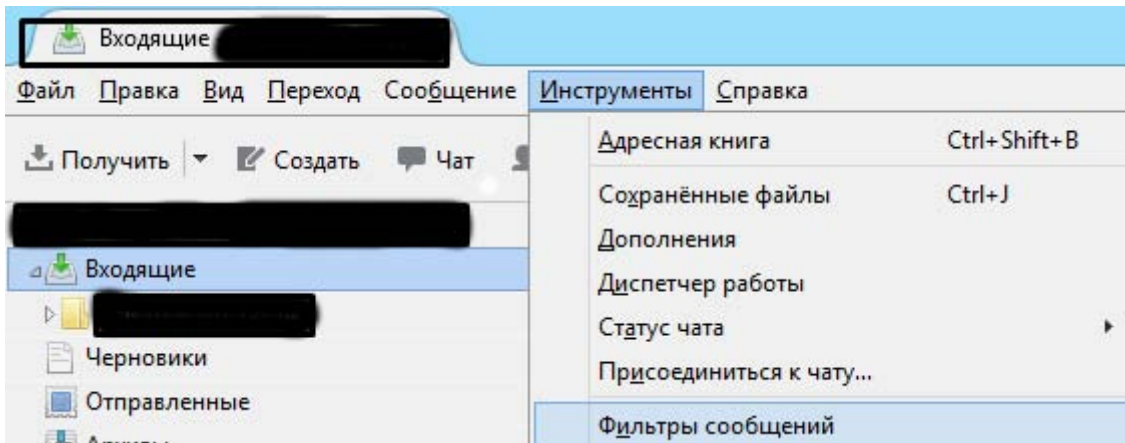 Входящие
Файл Правка Вид Переход Сообщение Инструменты Справка
Получить Создать Чат
Входящие
Черновики
Отправленные
Адресная книга Ctrl+Shift+B
Сохранённые файлы Ctrl+J
Дополнения
Диспетчер работы
Статус чата
Присоединиться к чату...
Фильтры сообщений